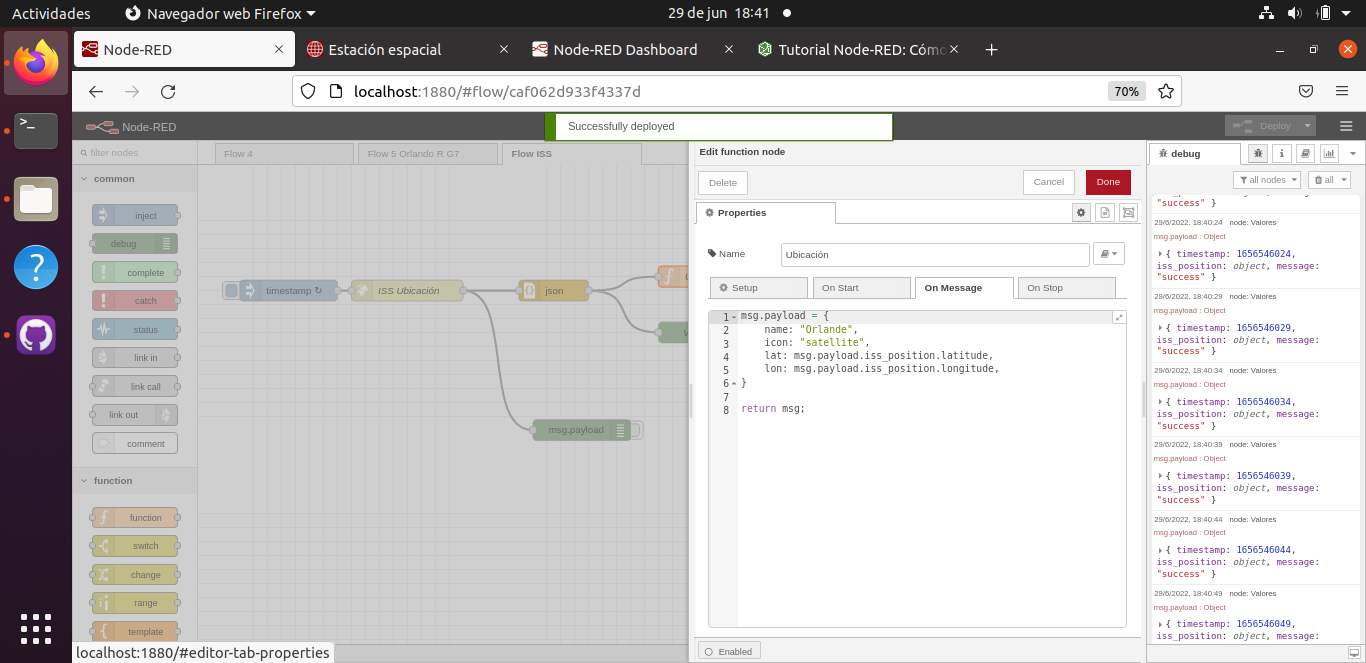 Actividades
Navegador web Firefox
29 de jun 18:41
Node-RED
Estación espacial
Node-RED Dashboard
Tutorial Node-RED: Cómo
localhost:1880/#flow/caf062d933f4337d
70%
Node-RED
Successfully deployed
Deploy
filter nodes
Flow 4
Flow 5 Orlando R G7
Flow ISS
common
inject
debug
complete
catch
status
link in
link call
link out
comment
function
function
switch
change
range
template
timestamp ↻
ISS Ubicación
json
msg.payload
Edit function node
Delete
Cancel
Done
Properties
Name
Ubicación
Setup
On Start
On Message
On Stop
1 msg.payload = {
2 name: "Orlande",
3 icon: "satellite",
4 lat: msg.payload.iss_position.latitude,
5 lon: msg.payload.iss_position.longitude,
6 }
7
8 return msg;
Enabled
debug
all nodes
all
"success" }
29/6/2022, 18:40:24 node: Valores
msg.payload : Object
{ timestamp: 1656546024,
iss_position: object, message:
"success" }
29/6/2022, 18:40:29 node: Valores
msg.payload : Object
{ timestamp: 1656546029,
iss_position: object, message:
"success" }
29/6/2022, 18:40:34 node: Valores
msg.payload : Object
{ timestamp: 1656546034,
iss_position: object, message:
"success" }
29/6/2022, 18:40:39 node: Valores
msg.payload : Object
{ timestamp: 1656546039,
iss_position: object, message:
"success" }
29/6/2022, 18:40:44 node: Valores
msg.payload : Object
{ timestamp: 1656546044,
iss_position: object, message:
"success" }
29/6/2022, 18:40:49 node: Valores
msg.payload : Object
{ timestamp: 1656546049,
iss_position: object, message:
localhost:1880/#editor-tab-properties